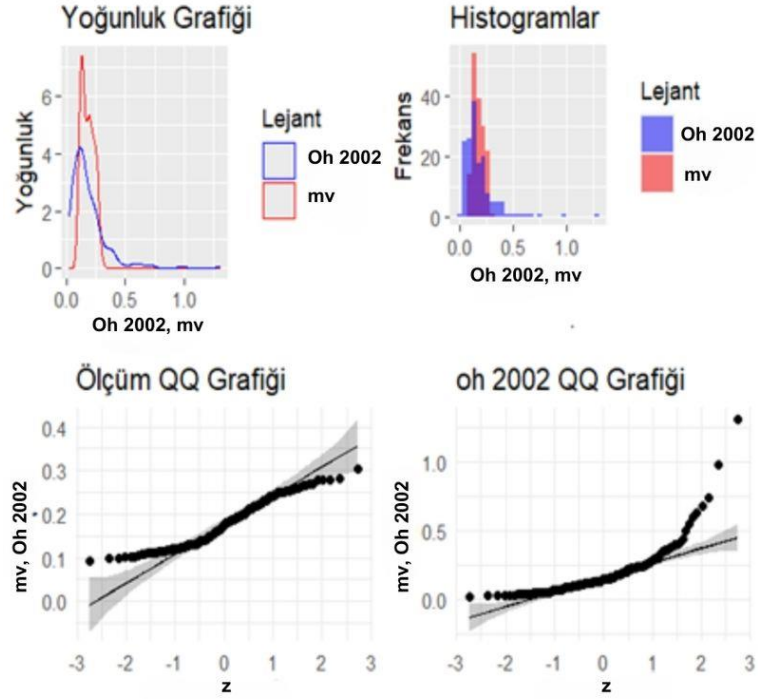 Yoğunluk Grafiği
Yoğunluk
6
4
2
0
0.0 0.5 1.0
Oh 2002, mv
Lejant
Oh 2002
mv
Histogramlar
Frekans
40
20
0
0.0 0.5 1.0
Oh 2002, mv
Lejant
Oh 2002
mv
Ölçüm QQ Grafiği
mv, Oh 2002
0.4
0.3
0.2
0.1
0.0
-3 -2 -1 0 1 2 3
z
oh 2002 QQ Grafiği
mv, Oh 2002
1.0
0.5
0.0
-3 -2 -1 0 1 2 3
z